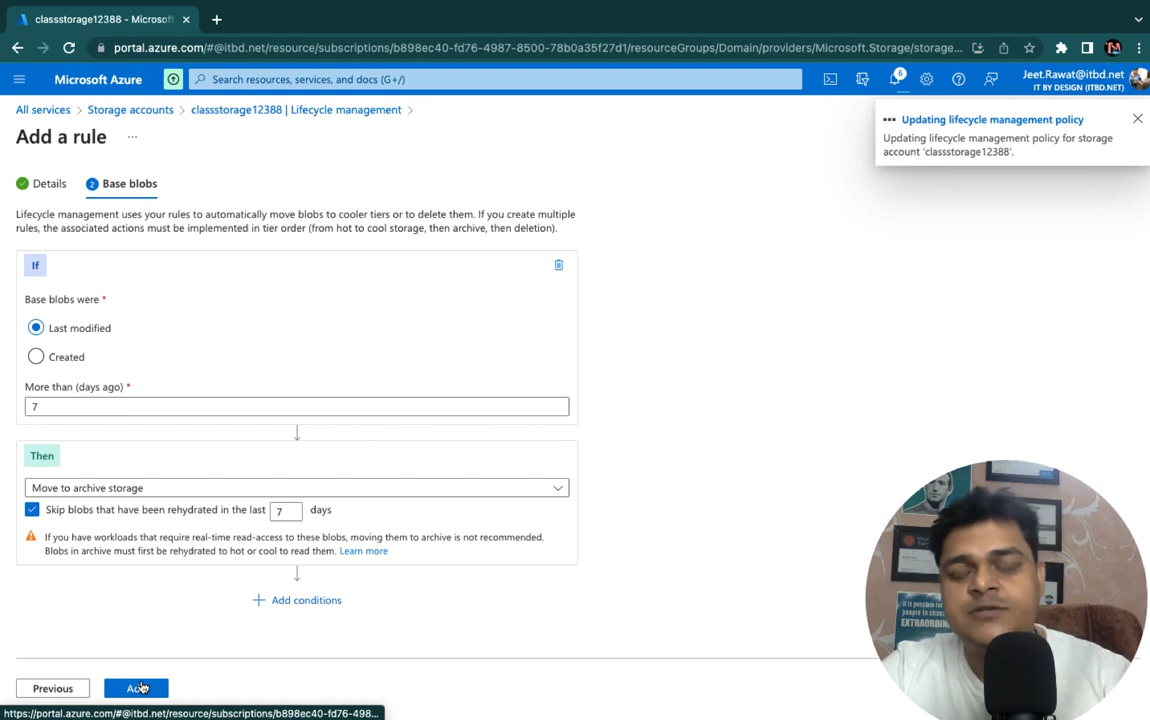 classstorage12388 - Microsoft
portal.azure.com/#@itbd.net/resource/subscriptions/b898ec40-fd76-4987-8500-78b0a35f27d1/resourceGroups/Domain/providers/Microsoft.Storage/storage...
Microsoft Azure
Search resources, services, and docs (G+/)
6
Jeet.Rawat@itbd.net
IT BY DESIGN (ITBD.NET)
All services > Storage accounts > classstorage12388 | Lifecycle management >
Updating lifecycle management policy
Updating lifecycle management policy for storage
account 'classstorage12388'.
Add a rule ...
Details
2 Base blobs
Lifecycle management uses your rules to automatically move blobs to cooler tiers or to delete them. If you create multiple
rules, the associated actions must be implemented in tier order (from hot to cool storage, then archive, then deletion).
If
Base blobs were *
Last modified
Created
More than (days ago) *
7
Then
Move to archive storage
Skip blobs that have been rehydrated in the last 7 days
If you have workloads that require real-time read-access to these blobs, moving them to archive is not recommended.
Blobs in archive must first be rehydrated to hot or cool to read them. Learn more
+ Add conditions
Previous
https://portal.azure.com/#@itbd.net/resource/subscriptions/b898ec40-fd76-498...
EXTRAORDIN